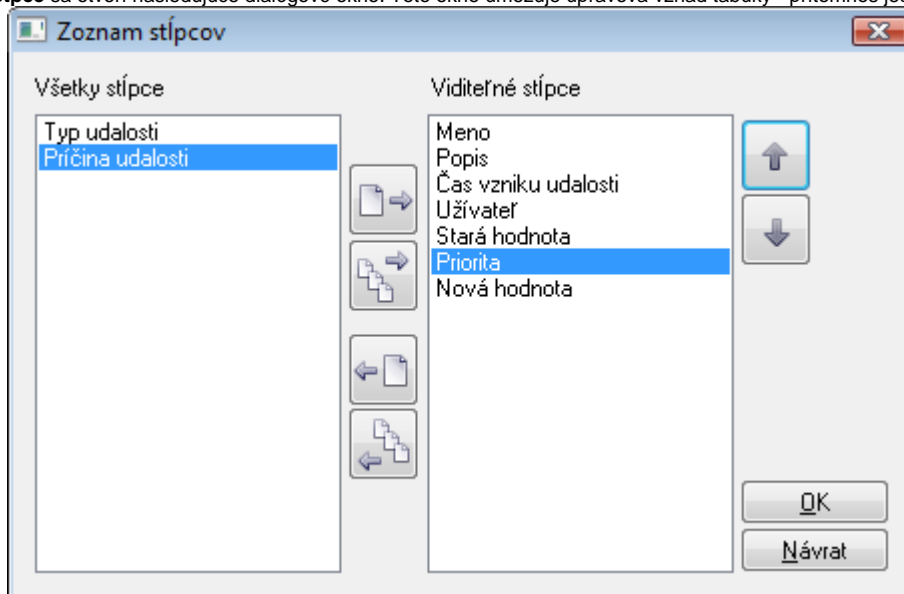 Zoznam stĺpcov
Všetky stĺpce
Viditeľné stĺpce
Typ udalosti
Príčina udalosti
Meno
Popis
Čas vzniku udalosti
Užívateľ
Stará hodnota
Priorita
Nová hodnota
OK
Návrat